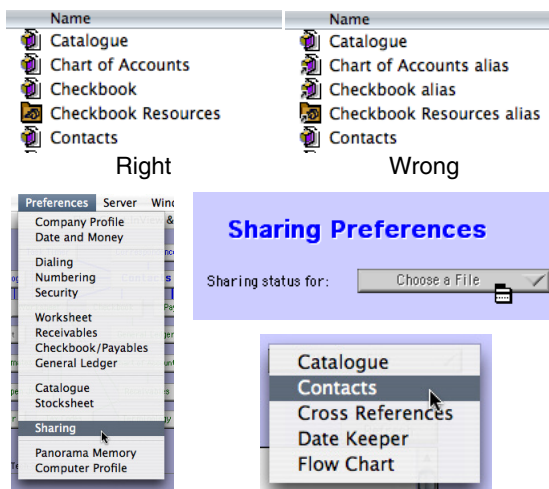 Name
Catalogue
Chart of Accounts
Checkbook
Checkbook Resources
Contacts
Right
Name
Catalogue
Chart of Accounts alias
Checkbook alias
Checkbook Resources alias
Contacts
Wrong
Preferences Server Wind
Company Profile
Date and Money
Dialing
Numbering
Security
Worksheet
Receivables
Checkbook/Payables
General Ledger
Catalogue
Stocksheet
Sharing
Panorama Memory
Computer Profile
Sharing Preferences
Sharing status for: Choose a File
Catalogue
Contacts
Cross References
Date Keeper
Flow Chart